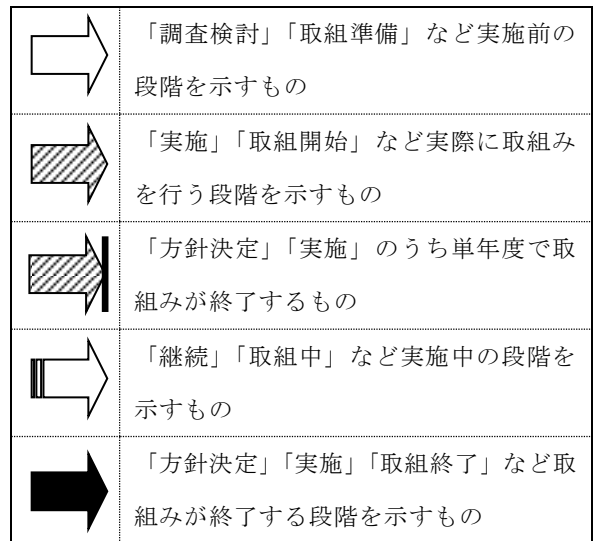 「調査検討」「取組準備」など実施前の
段階を示すもの
「実施」「取組開始」など実際に取組み
を行う段階を示すもの
「方針決定」「実施」のうち単年度で取
組みが終了するもの
「継続」「取組中」など実施中の段階を
示すもの
「方針決定」「実施」「取組終了」など取
組みが終了する段階を示すもの